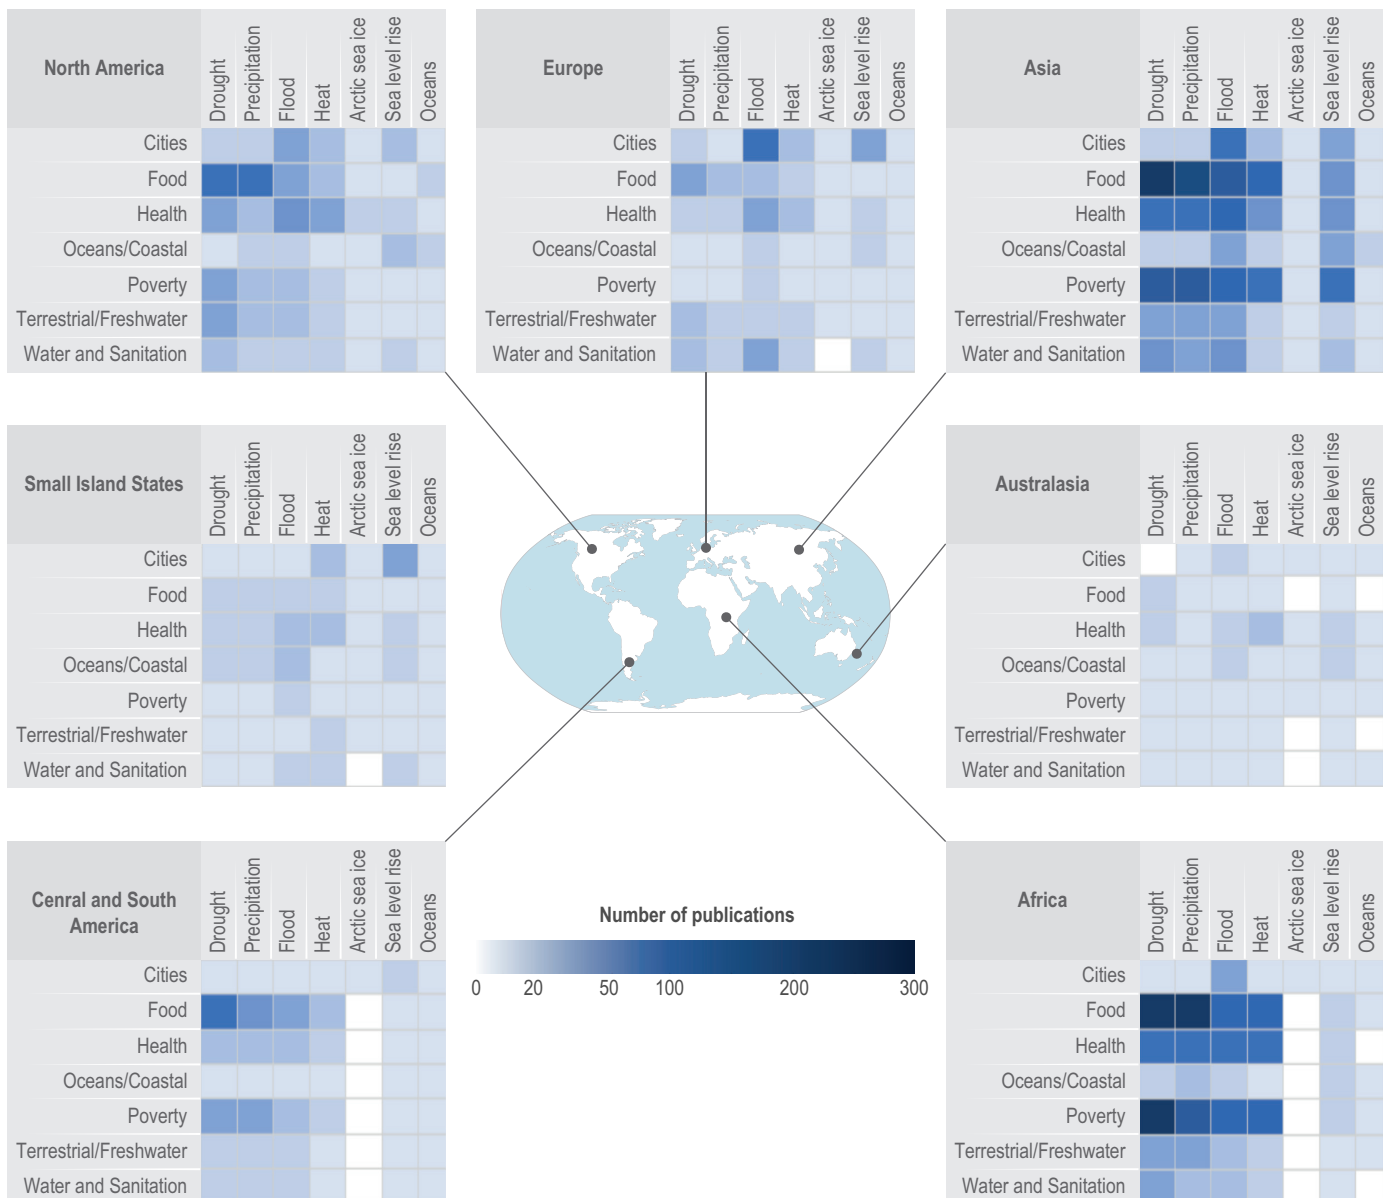 North America
Drought
Precipitation
Flood
Heat
Arctic sea ice
Sea level rise
Oceans
Cities
Food
Health
Oceans/Coastal
Poverty
Terrestrial/Freshwater
Water and Sanitation
Europe
Drought
Precipitation
Flood
Heat
Arctic sea ice
Sea level rise
Oceans
Cities
Food
Health
Oceans/Coastal
Poverty
Terrestrial/Freshwater
Water and Sanitation
Asia
Drought
Precipitation
Flood
Heat
Arctic sea ice
Sea level rise
Oceans
Cities
Food
Health
Oceans/Coastal
Poverty
Terrestrial/Freshwater
Water and Sanitation
Small Island States
Drought
Precipitation
Flood
Heat
Arctic sea ice
Sea level rise
Oceans
Cities
Food
Health
Oceans/Coastal
Poverty
Terrestrial/Freshwater
Water and Sanitation
Australasia
Drought
Precipitation
Flood
Heat
Arctic sea ice
Sea level rise
Oceans
Cities
Food
Health
Oceans/Coastal
Poverty
Terrestrial/Freshwater
Water and Sanitation
Cenral and South
America
Drought
Precipitation
Flood
Heat
Arctic sea ice
Sea level rise
Oceans
Cities
Food
Health
Oceans/Coastal
Poverty
Terrestrial/Freshwater
Water and Sanitation
Number of publications
0 20 50 100 200 300
Africa
Drought
Precipitation
Flood
Heat
Arctic sea ice
Sea level rise
Oceans
Cities
Food
Health
Oceans/Coastal
Poverty
Terrestrial/Freshwater
Water and Sanitation